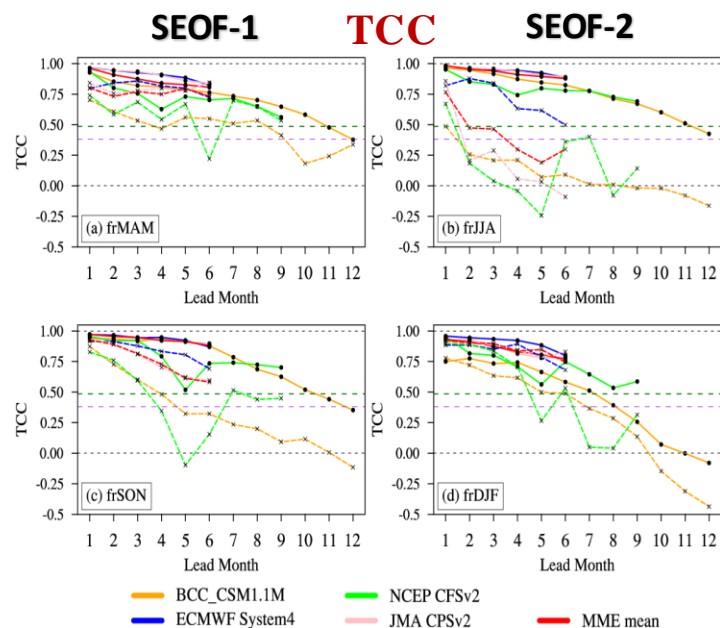 SEOF-1 TCC SEOF-2
TCC
1.00
0.75
0.50
0.25
0.00
-0.25
-0.5
(a) frMAM
1 2 3 4 5 6 7 8 9 10 11 12
Lead Month
TCC
1.00
0.75
0.50
0.25
0.00
-0.25
-0.5
(b) frJJA
1 2 3 4 5 6 7 8 9 10 11 12
Lead Month
TCC
1.00
0.75
0.50
0.25
0.00
-0.25
-0.5
(c) frSON
1 2 3 4 5 6 7 8 9 10 11 12
Lead Month
TCC
1.00
0.75
0.50
0.25
0.00
-0.25
-0.5
(d) frDJF
1 2 3 4 5 6 7 8 9 10 11 12
Lead Month
BCC_CSM1.1M NCEP CFSv2
ECMWF System4 JMA CPSv2 MME mean